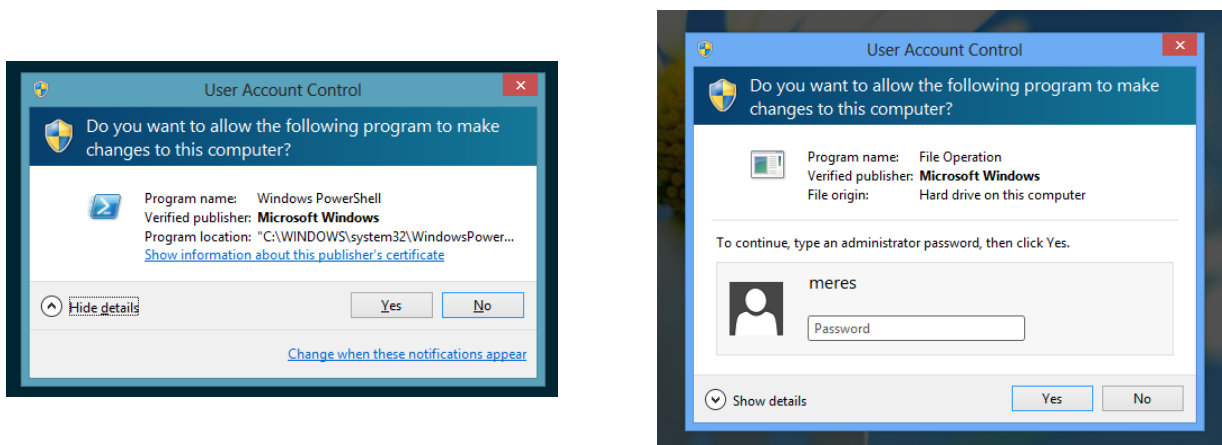 User Account Control
Do you want to allow the following program to make
changes to this computer?
Program name: Windows PowerShell
Verified publisher: Microsoft Windows
Program location: "C:\WINDOWS\system32\WindowsPower...
Show information about this publisher's certificate
Hide details
Yes
No
Change when these notifications appear
User Account Control
Do you want to allow the following program to make
changes to this computer?
Program name: File Operation
Verified publisher: Microsoft Windows
File origin: Hard drive on this computer
To continue, type an administrator password, then click Yes.
meres
Password
Show details
Yes
No